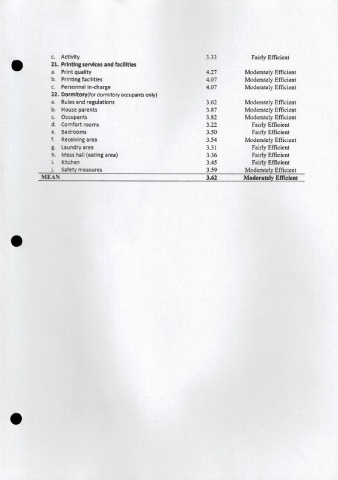 c. Activity 3.33 Fairly Efficient
21. Printing services and facilities
a. Print quality 4.27 Moderately Efficient
b. Printing facilities 4.07 Moderately Efficient
c. Personnel in-charge 4.07 Moderately Efficient
22. Dormitory(for dormitory occupants only)
a. Rules and regulations 3.62 Moderately Efficient
b. House parents 3.87 Moderately Efficient
c. Occupants 3.82 Moderately Efficient
d. Comfort rooms 3.22 Fairly Efficient
e. Bedrooms 3.50 Fairly Efficient
f. Receiving area 3.54 Moderately Efficient
g. Laundry area 3.31 Fairly Efficient
h. Mess hall (eating area) 3.36 Fairly Efficient
i. Kitchen 3.45 Fairly Efficient
j. Safety measures 3.59 Moderately Efficient
MEAN 3.62 Moderately Efficient